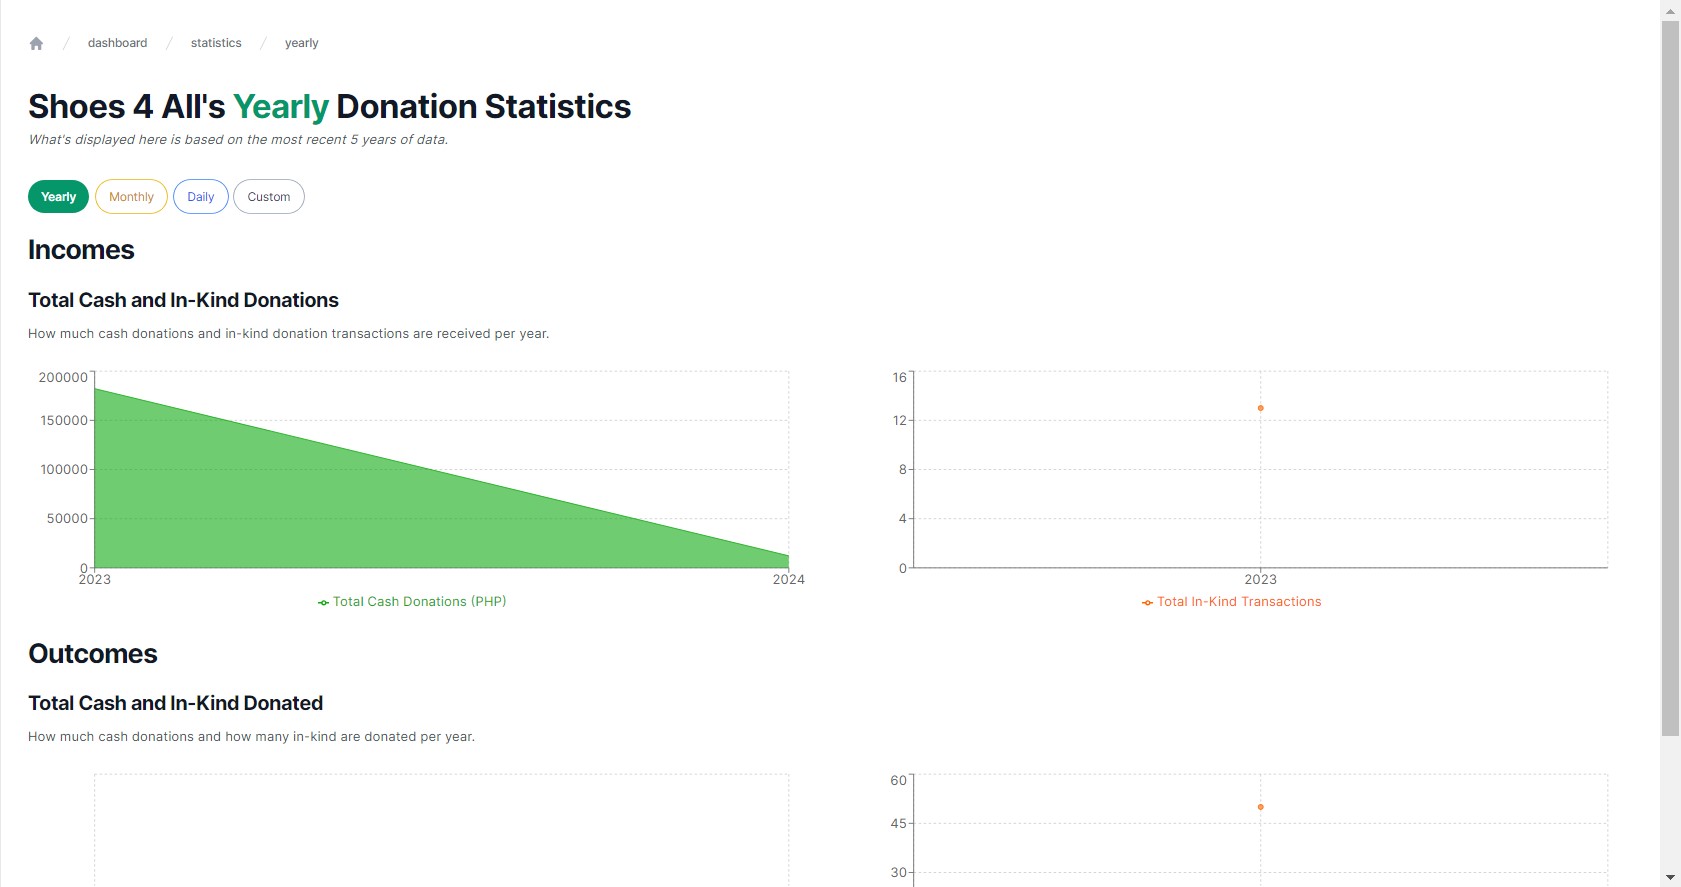 dashboard / statistics / yearly
Shoes 4 All's Yearly Donation Statistics
What's displayed here is based on the most recent 5 years of data.
Yearly Monthly Daily Custom
Incomes
Total Cash and In-Kind Donations
How much cash donations and in-kind donation transactions are received per year.
200000
150000
100000
50000
0
2023 2024
Total Cash Donations (PHP)
16
12
8
4
0
2023
Total In-Kind Transactions
Outcomes
Total Cash and In-Kind Donated
How much cash donations and how many in-kind are donated per year.
60
45
30